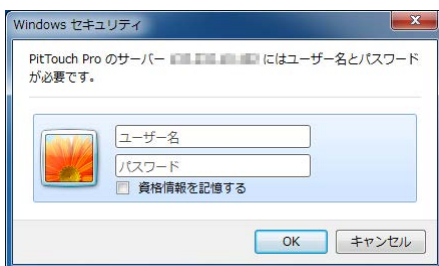 Windows セキュリティ
PitTouch Pro のサーバー にはユーザー名とパスワード
が必要です。
ユーザー名
パスワード
資格情報を記憶する
OK キャンセル